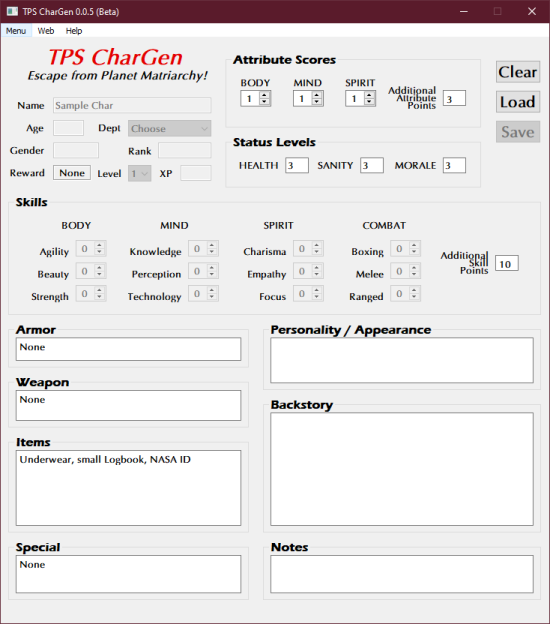 TPS CharGen 0.0.5 (Beta)
Menu Web Help
TPS CharGen
Escape from Planet Matriarchy!
Name Sample Char
Age Dept Choose
Gender Rank
Reward None Level 1 XP
Attribute Scores
BODY MIND SPIRIT
1 1 1 Additional Attribute Points 3
Status Levels
HEALTH 3 SANITY 3 MORALE 3
Clear
Load
Save
Skills
BODY MIND SPIRIT COMBAT
Agility 0 Knowledge 0 Charisma 0 Boxing 0
Beauty 0 Perception 0 Empathy 0 Melee 0
Strength 0 Technology 0 Focus 0 Ranged 0
Additional Skill Points 10
Armor
None
Weapon
None
Items
Underwear, small Logbook, NASA ID
Special
None
Personality / Appearance
Backstory
Notes